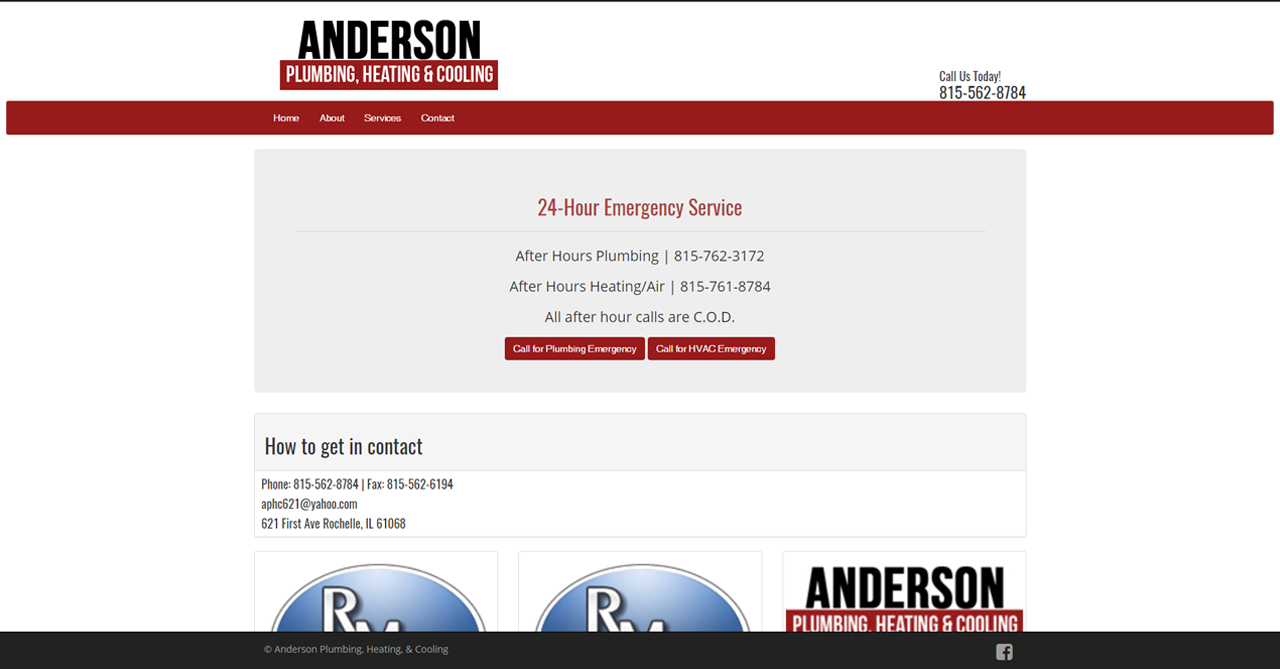 ANDERSON
PLUMBING, HEATING & COOLING
Call Us Today!
815-562-8784
Home About Services Contact
24-Hour Emergency Service
After Hours Plumbing | 815-762-3172
After Hours Heating/Air | 815-761-8784
All after hour calls are C.O.D.
Call for Plumbing Emergency Call for HVAC Emergency
How to get in contact
Phone: 815-562-8784 | Fax: 815-562-6194
aphc621@yahoo.com
621 First Ave Rochelle, IL 61068
RM RM ANDERSON
PLUMBING, HEATING & COOLING
© Anderson Plumbing, Heating, & Cooling